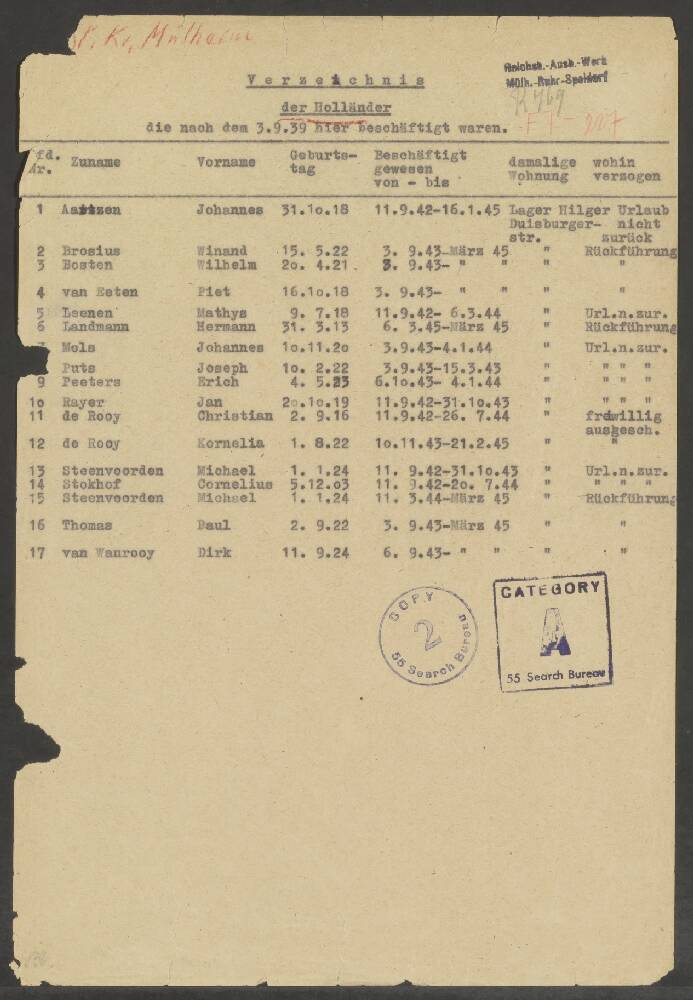 St. Kr. Mülheim
Reichsb.-Ausb.-Werk
Mülh.-Ruhr-Speldorf
Verzeichnis
der Holländer
die nach dem 3.9.39 hier beschäftigt waren.
fd. Nr. Zuname Vorname Geburts-tag Beschäftigt gewesen von - bis damalige Wohnung wohin verzogen
1 Aartzen Johannes 31.10.18 11.9.42-16.1.45 Lager Hilger Urlaub
Duisburger- nicht
str. zurück
2 Brosius Winand 15. 5.22 3. 9.43-März 45 " Rückführung
3 Bosten Wilhelm 2o. 4.21. 3. 9.43- " " " "
4 van Eeten Piet 16.1o.18 3. 9.43- " " " "
5 Leenen Mathys 9. 7.18 11.9.42- 6.3.44 " Url.n.zur.
6 Landmann Hermann 31. 3.13 6. 3.45-März 45 " Rückführung
7 Mols Johannes 1o.11.2o 3.9.43-4.1.44 " Url.n.zur.
Puts Joseph 1o. 2.22 3.9.43-15.3.43 " " " "
9 Peeters Erich 4. 5.23 6.1o.43- 4.1.44 " " " "
1o Rayer Jan 2o.1o.19 11.9.42-31.1o.43 " " " "
11 de Rooy Christian 2. 9.16 11.9.42-26. 7.44 " freiwillig
ausgesch.
12 de Rooy Kornelia 1. 8.22 1o.11.43-21.2.45 " "
13 Steenvoorden Michael 1. 1.24 11. 9.42-31.1o.43 " Url.n.zur.
14 Stokhof Cornelius 5.12.o3 11. 9.42-2o. 7.44 " " " "
15 Steenvoorden Michael 1. 1.24 11. 3.44-März 45 " Rückführung
16 Thomas Paul 2. 9.22 3. 9.43-März 45 " "
17 van Wanrooy Dirk 11. 9.24 6. 9.43- " " " "
COPY
2
55 Search Bureau
CATEGORY
A
55 Search Bureau